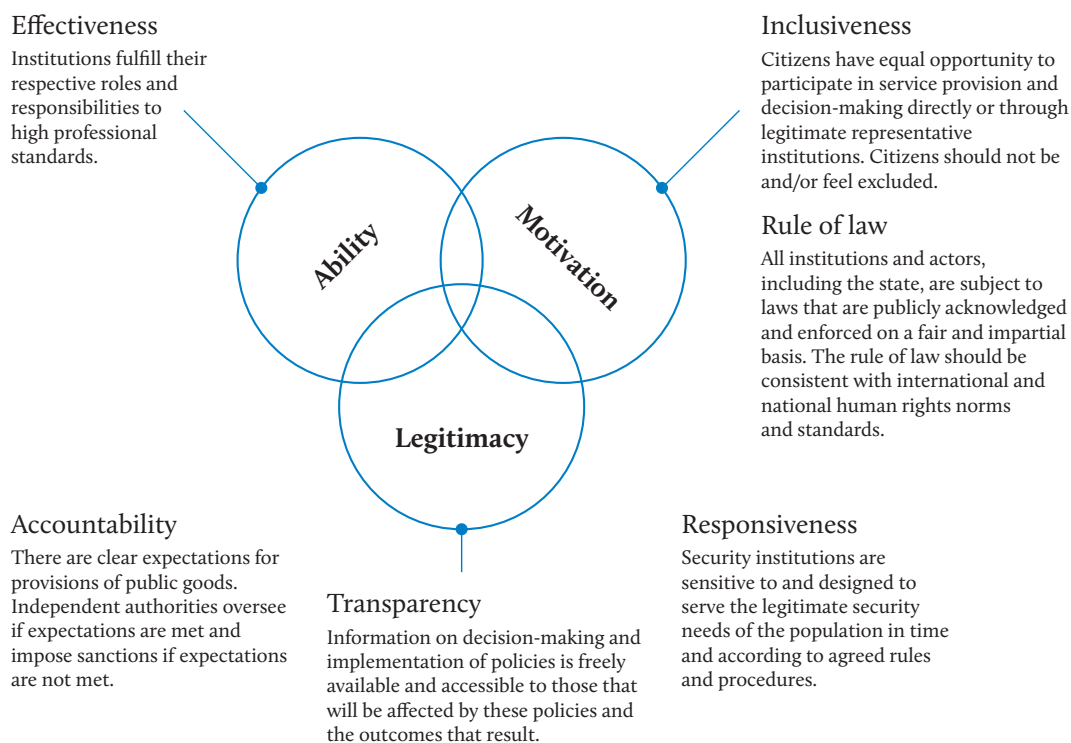 Effectiveness
Institutions fulfill their
respective roles and
responsibilities to
high professional
standards.
Inclusiveness
Citizens have equal opportunity to
participate in service provision and
decision-making directly or through
legitimate representative
institutions. Citizens should not be
and/or feel excluded.
Rule of law
All institutions and actors,
including the state, are subject to
laws that are publicly acknowledged
and enforced on a fair and impartial
basis. The rule of law should be
consistent with international and
national human rights norms
and standards.
Ability
Motivation
Legitimacy
Accountability
There are clear expectations for
provisions of public goods.
Independent authorities oversee
if expectations are met and
impose sanctions if expectations
are not met.
Transparency
Information on decision-making and
implementation of policies is freely
available and accessible to those that
will be affected by these policies and
the outcomes that result.
Responsiveness
Security institutions are
sensitive to and designed to
serve the legitimate security
needs of the population in time
and according to agreed rules
and procedures.